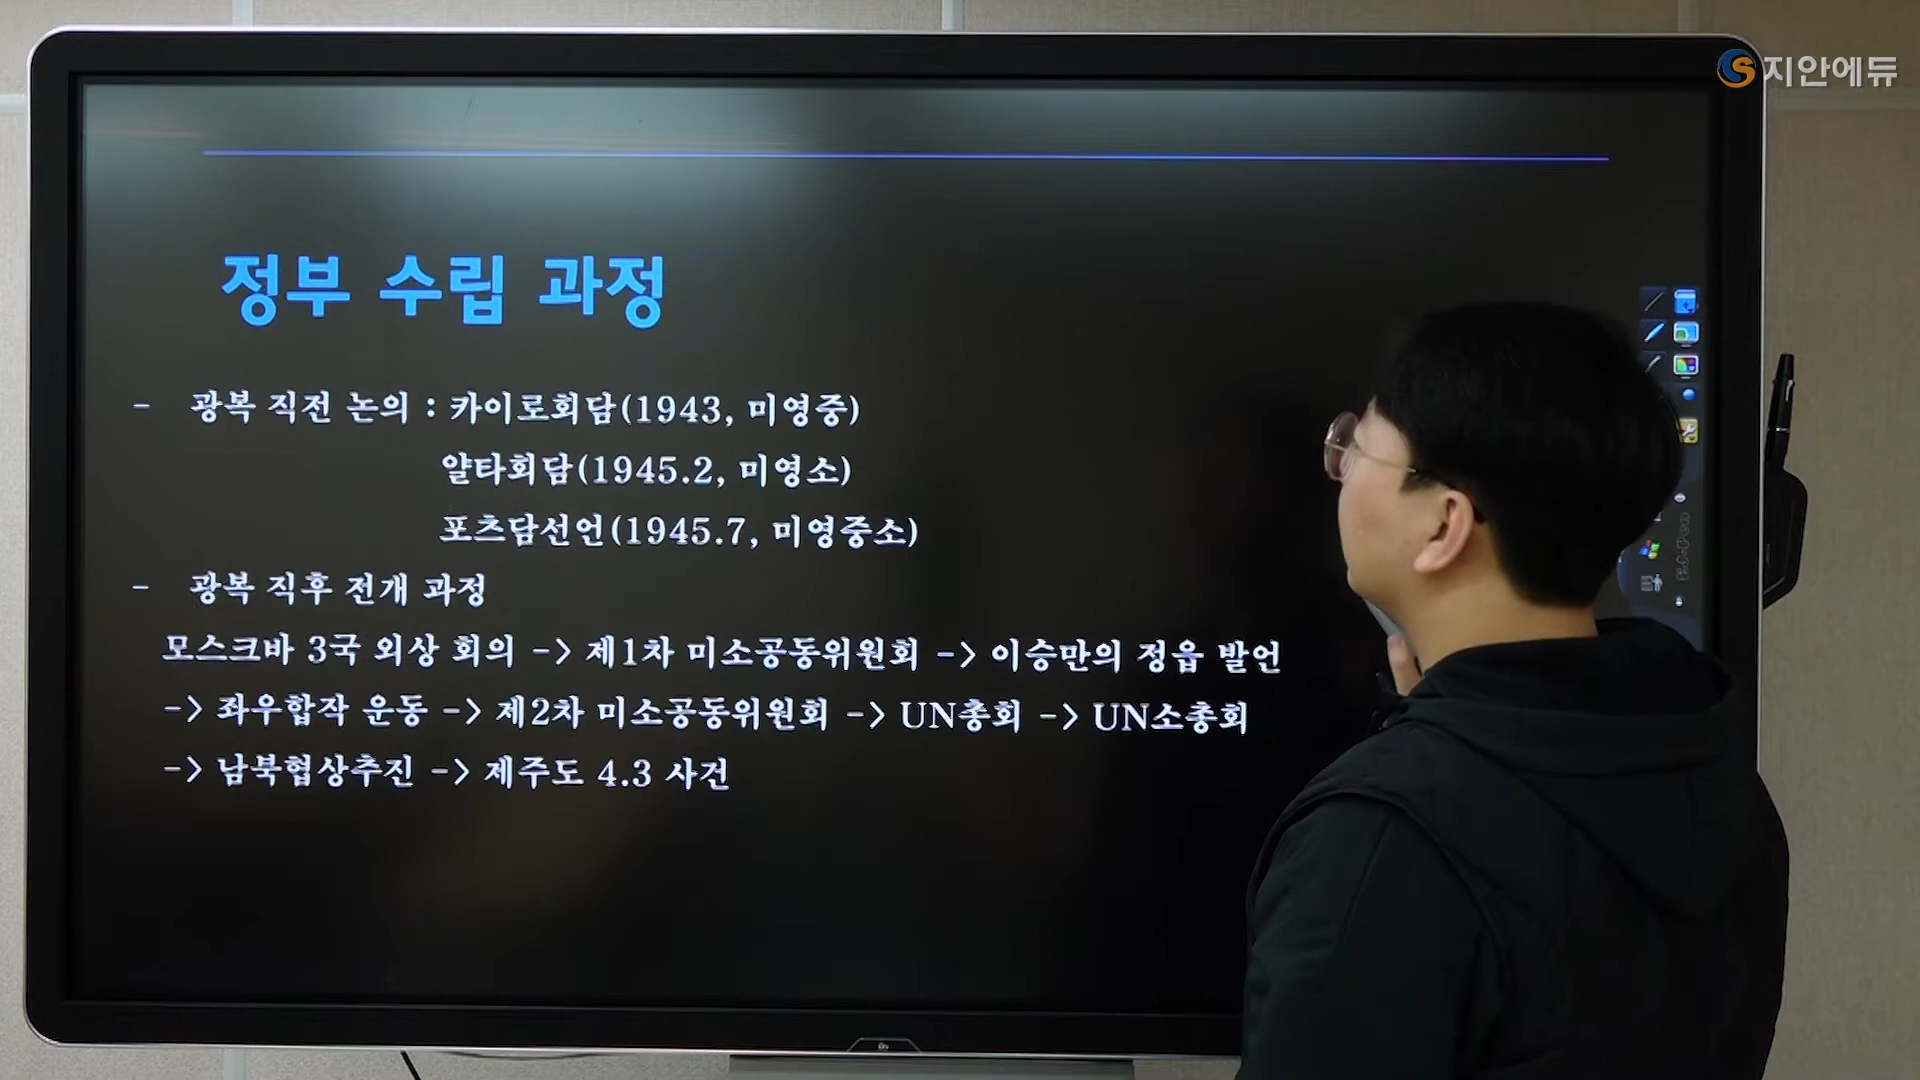 지안에듀
정부 수립 과정
- 광복 직전 논의 : 카이로회담(1943, 미영중)
얄타회담(1945.2, 미영소)
포츠담선언(1945.7, 미영중소)
- 광복 직후 전개 과정
모스크바 3국 외상 회의 -> 제1차 미소공동위원회 -> 이승만의 정읍 발언
-> 좌우합작 운동 -> 제2차 미소공동위원회 -> UN총회 -> UN소총회
-> 남북협상추진 -> 제주도 4.3 사건